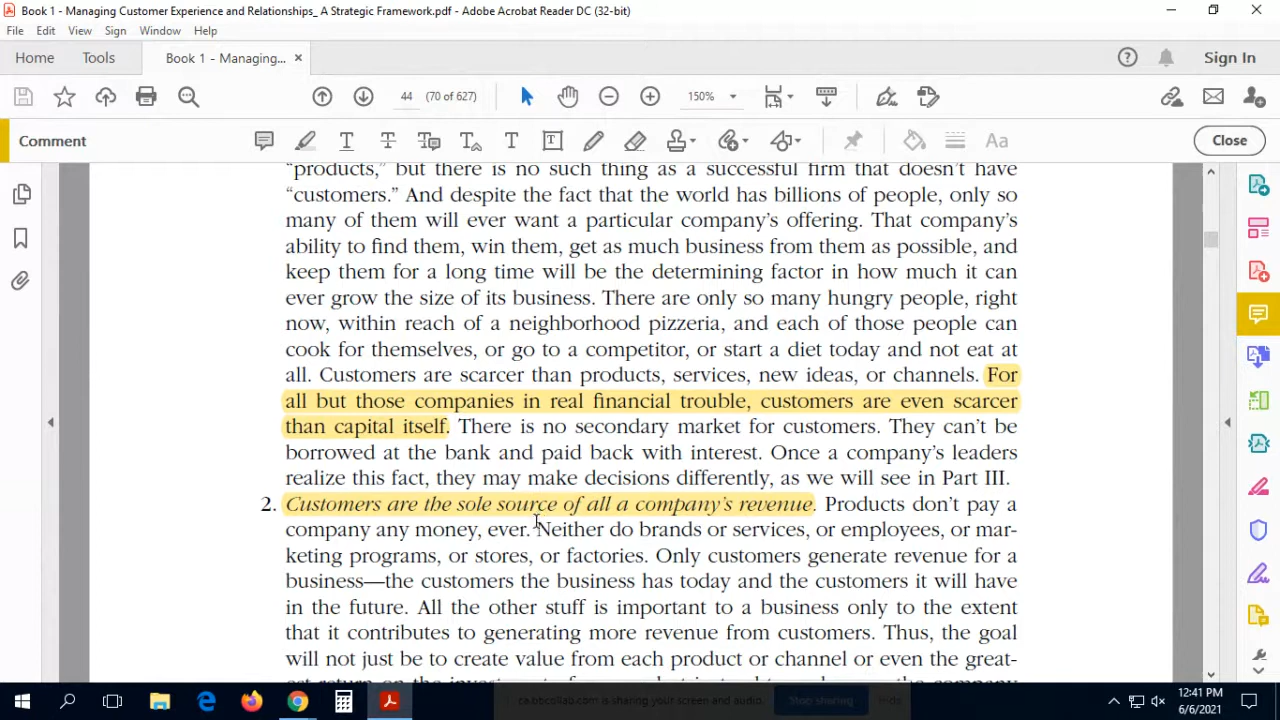 Book 1 - Managing Customer Experience and Relationships_ A Strategic Framework.pdf - Adobe Acrobat Reader DC (32-bit)
File Edit View Sign Window Help
Home Tools Book 1 - Managing... × Sign In
44 (70 of 627) 150%
Comment Aa Close
“products,” but there is no such thing as a successful firm that doesn’t have
“customers.” And despite the fact that the world has billions of people, only so
many of them will ever want a particular company’s offering. That company’s
ability to find them, win them, get as much business from them as possible, and
keep them for a long time will be the determining factor in how much it can
ever grow the size of its business. There are only so many hungry people, right
now, within reach of a neighborhood pizzeria, and each of those people can
cook for themselves, or go to a competitor, or start a diet today and not eat at
all. Customers are scarcer than products, services, new ideas, or channels. For
all but those companies in real financial trouble, customers are even scarcer
than capital itself. There is no secondary market for customers. They can’t be
borrowed at the bank and paid back with interest. Once a company’s leaders
realize this fact, they may make decisions differently, as we will see in Part III.
2. Customers are the sole source of all a company’s revenue. Products don’t pay a
company any money, ever. Neither do brands or services, or employees, or mar-
keting programs, or stores, or factories. Only customers generate revenue for a
business—the customers the business has today and the customers it will have
in the future. All the other stuff is important to a business only to the extent
that it contributes to generating more revenue from customers. Thus, the goal
will not just be to create value from each product or channel or even the great-
ca.bbcollab.com is sharing your screen and audio. Stop sharing Hide
12:41 PM
6/6/2021